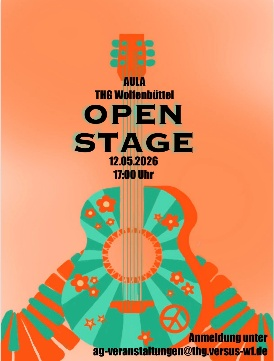 AULA
THG Wolfenbüttel
OPEN
STAGE
12.05.2026
17:00 Uhr
Anmeldung unter
ag-veranstaltungen@thg.versus-wf.de